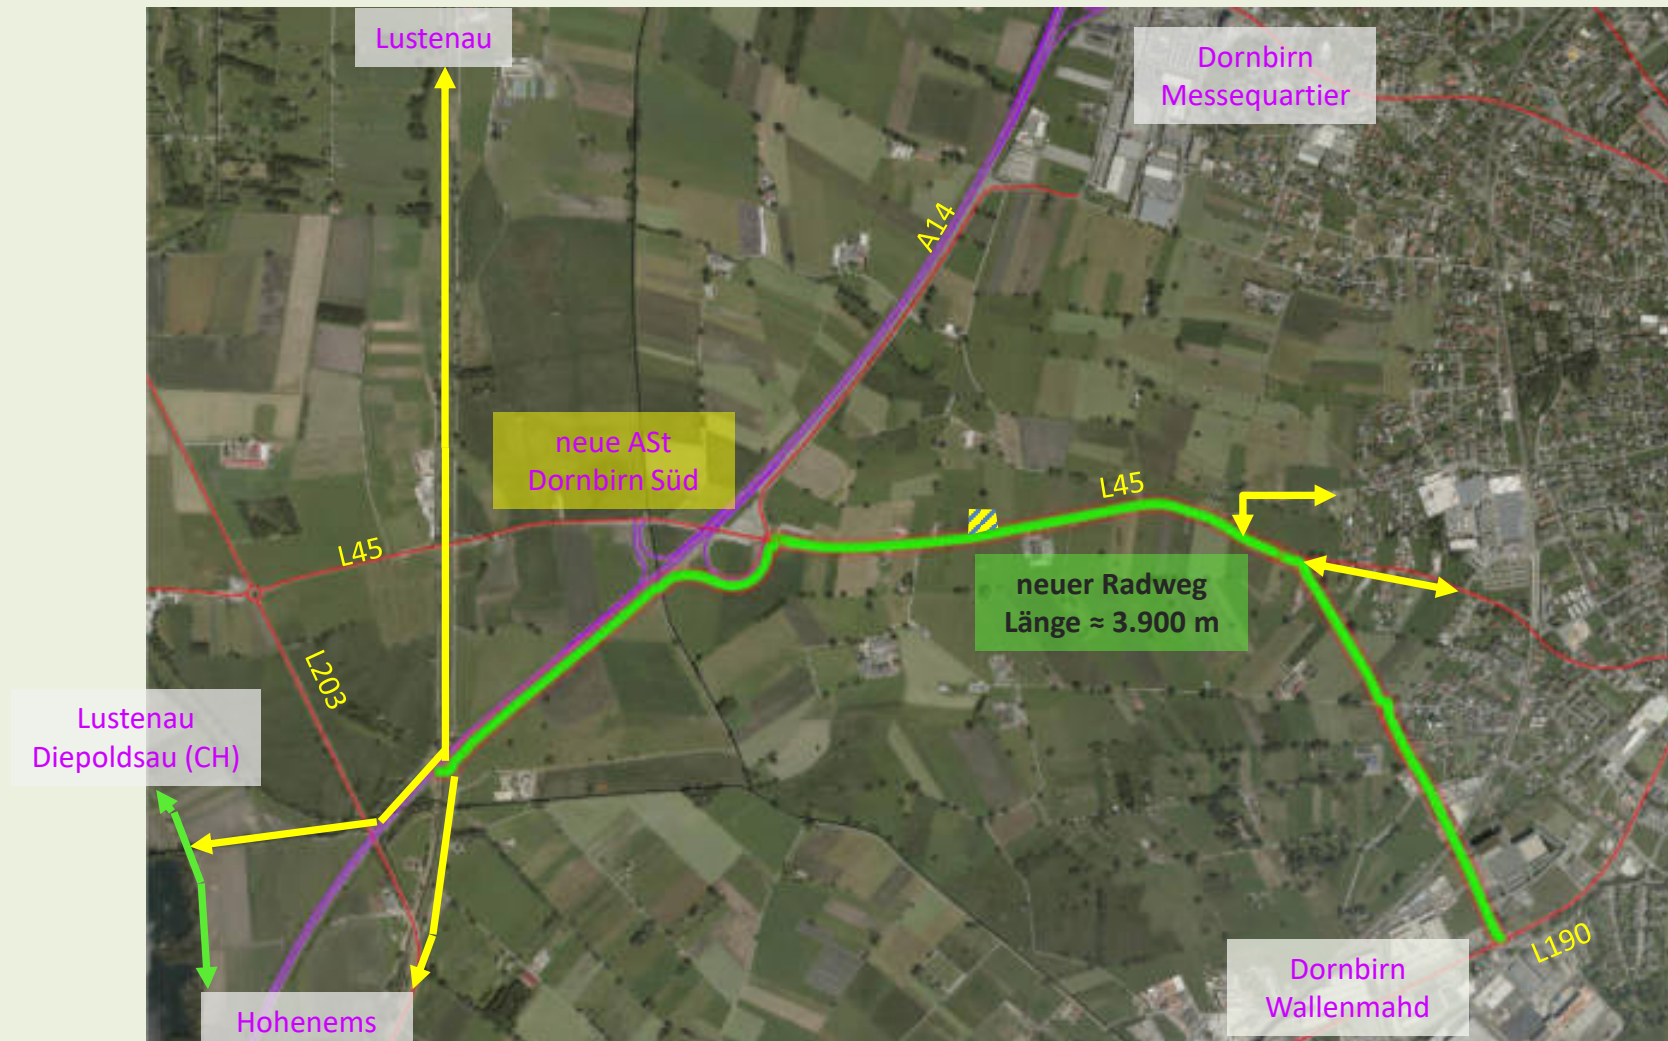 Lustenau
Dornbirn
Messequartier
A14
neue ASt
Dornbirn Süd
L45
L45
neuer Radweg
Länge ≈ 3.900 m
L203
Lustenau
Diepoldsau (CH)
L190
Dornbirn
Wallenmahd
Hohenems